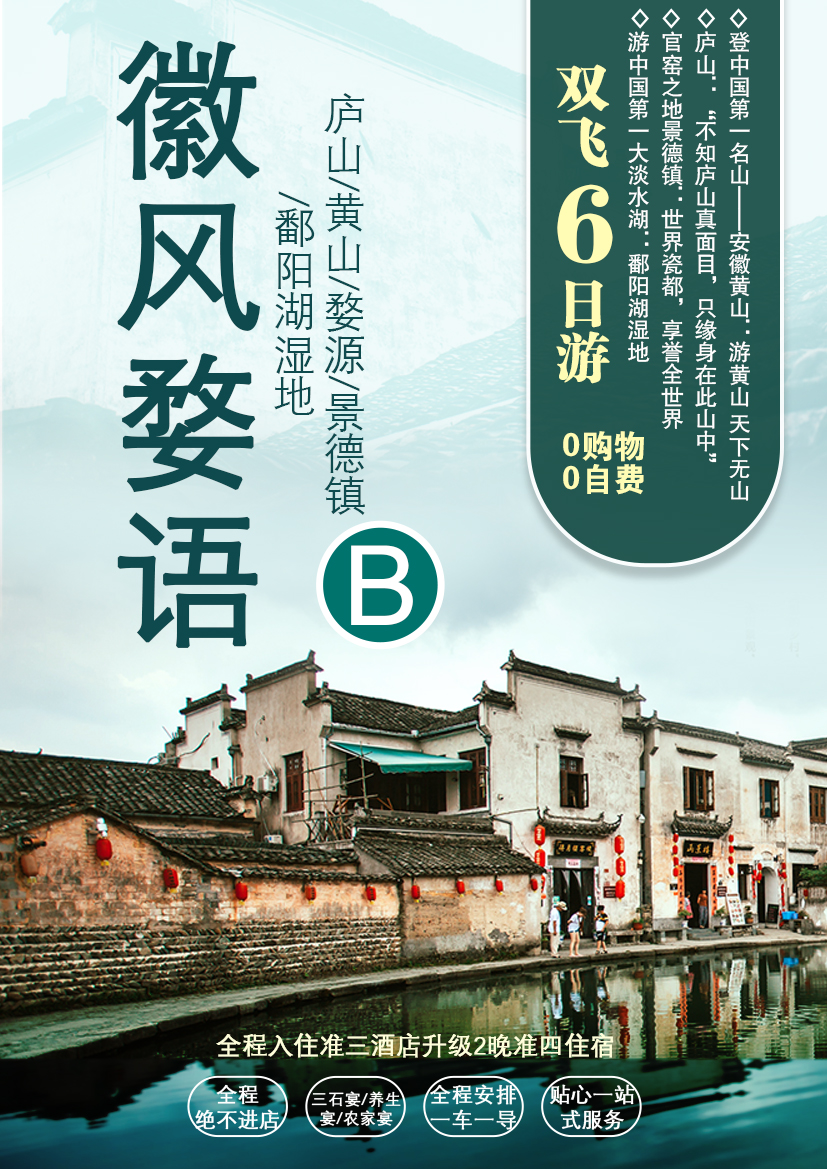 徽风婺语
庐山/黄山/婺源/景德镇
/鄱阳湖湿地
B
◇登中国第一名山——安徽黄山：游黄山 天下无山
◇庐山：“不知庐山真面目，只缘身在此山中”
◇官窑之地景德镇：世界瓷都，享誉全世界
◇游中国第一大淡水湖：鄱阳湖湿地
双飞6日游
0购物
0自费
全程入住准三酒店升级2晚准四住宿
全程
绝不进店
三石宴/养生
宴/农家宴
全程安排
一车一导
贴心一站
式服务